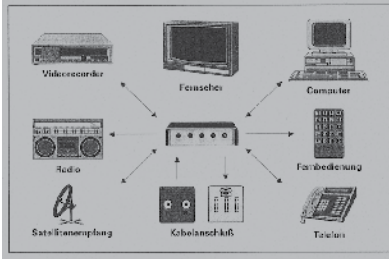 Videorecorder
Fernseher
Computer
Radio
Fernbedienung
Satellitenempfang
Kabelanschluß
Telefon